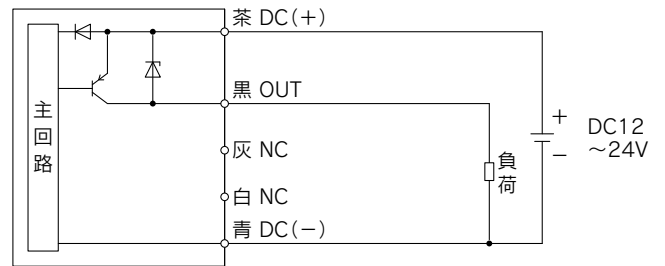 茶 DC(+)
黒 OUT
灰 NC
白 NC
青 DC(−)
主回路
負荷
+
−
DC12
～24V